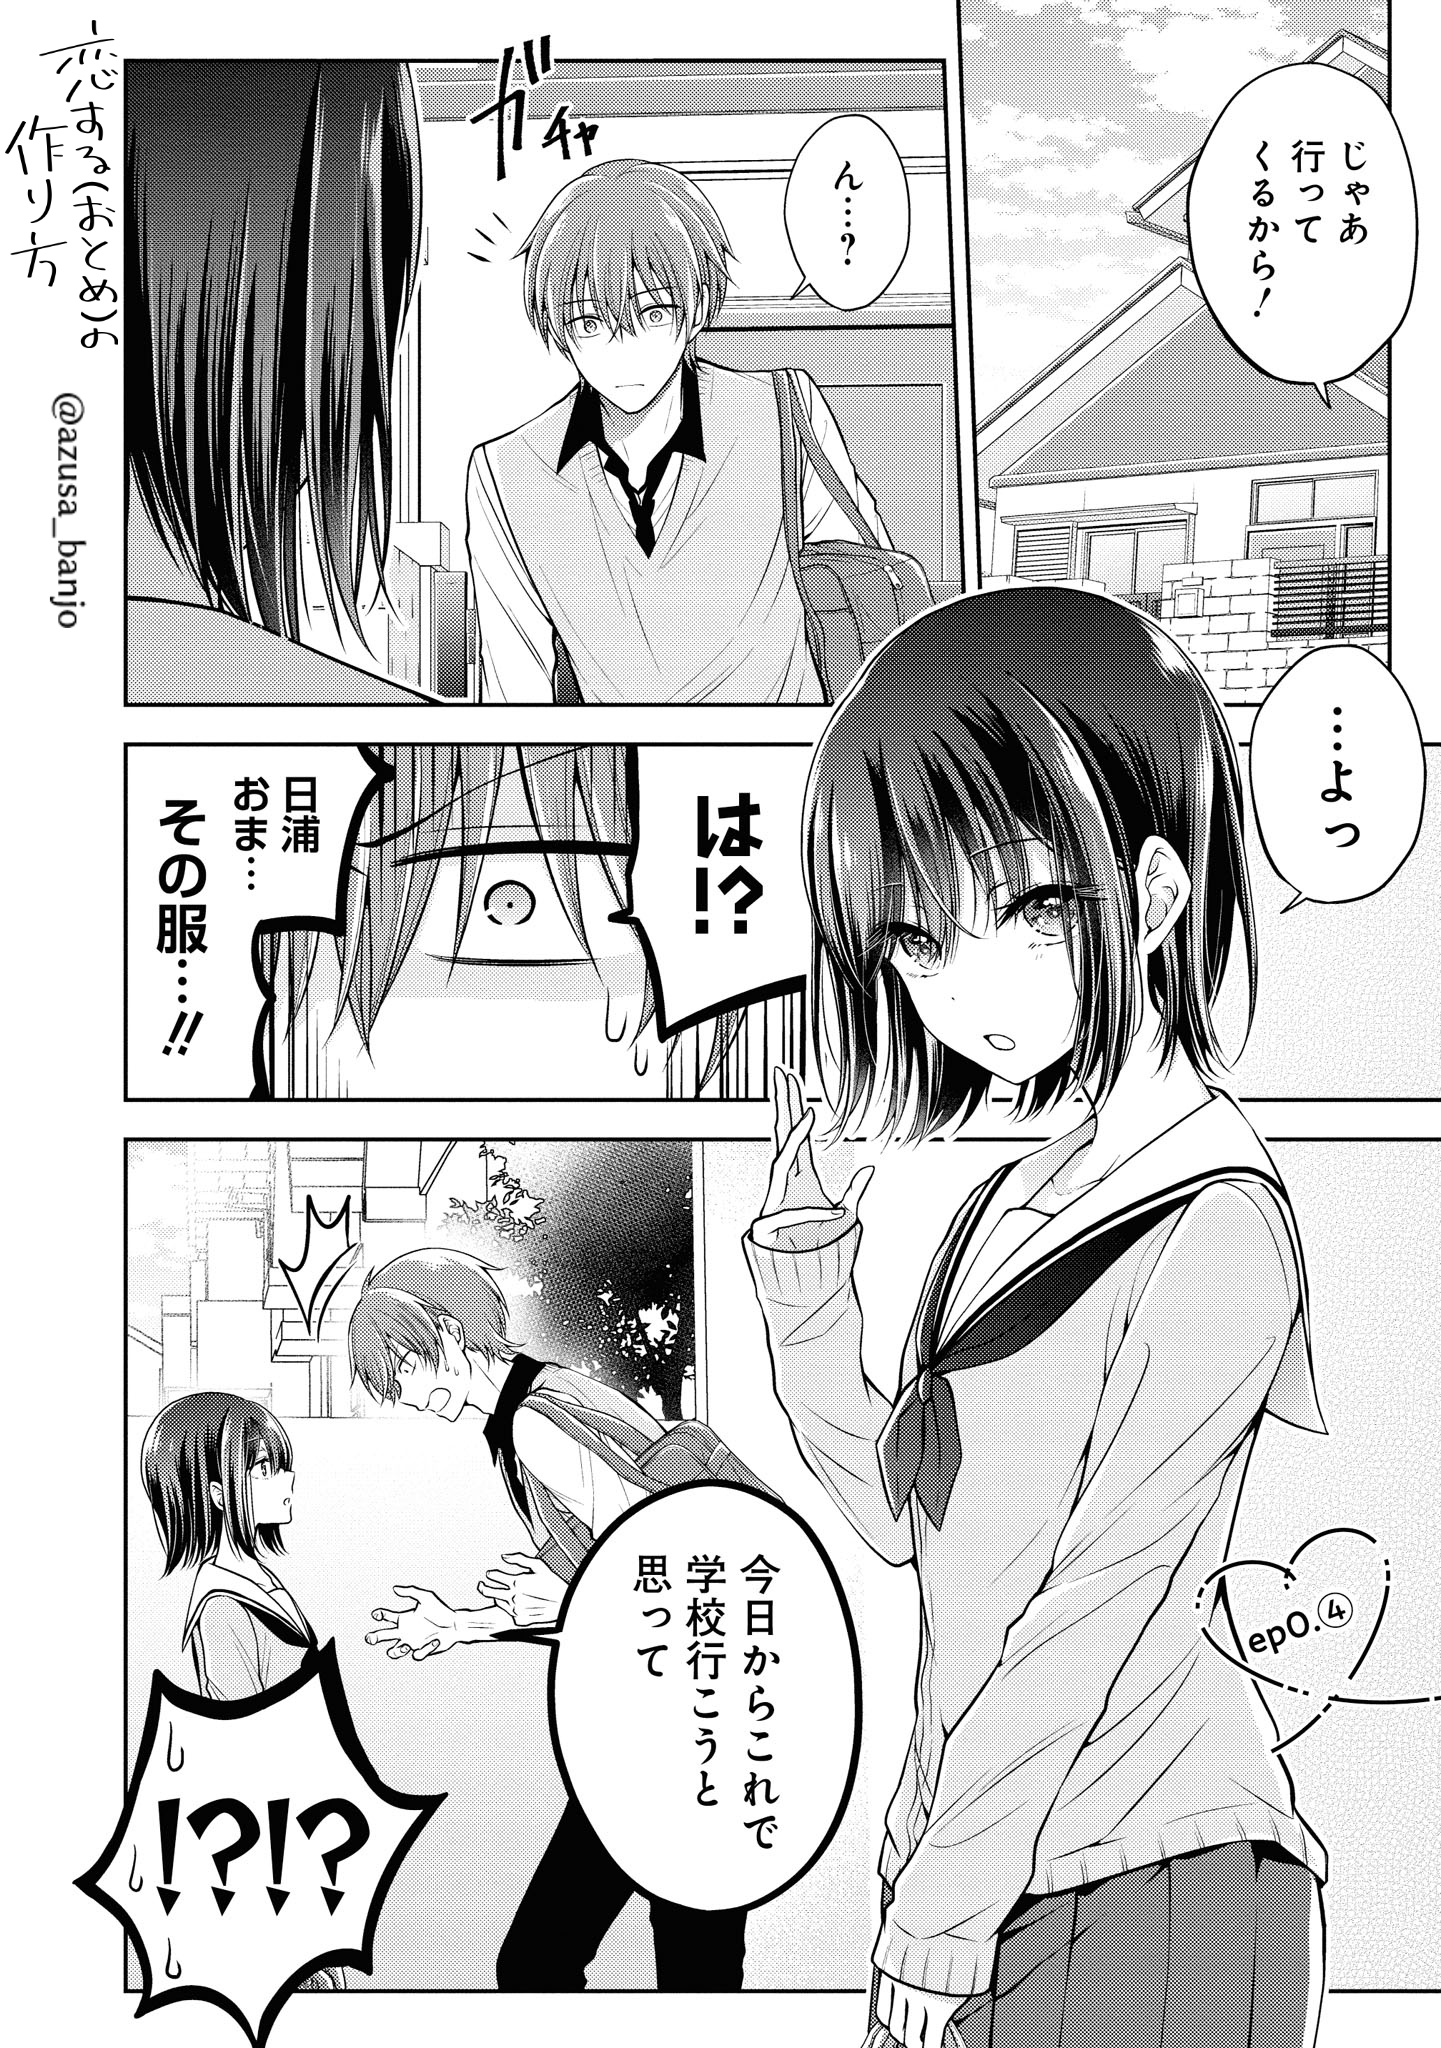 じゃあ
行って
くるから！
ガチャ
ん…？
恋する(おとめ)の
作り方
@azusa_banjo
…よっ
は!?
日浦
おま…
その服…!!
今日からこれで
学校行こうと
思って
!?!?
ep0.④